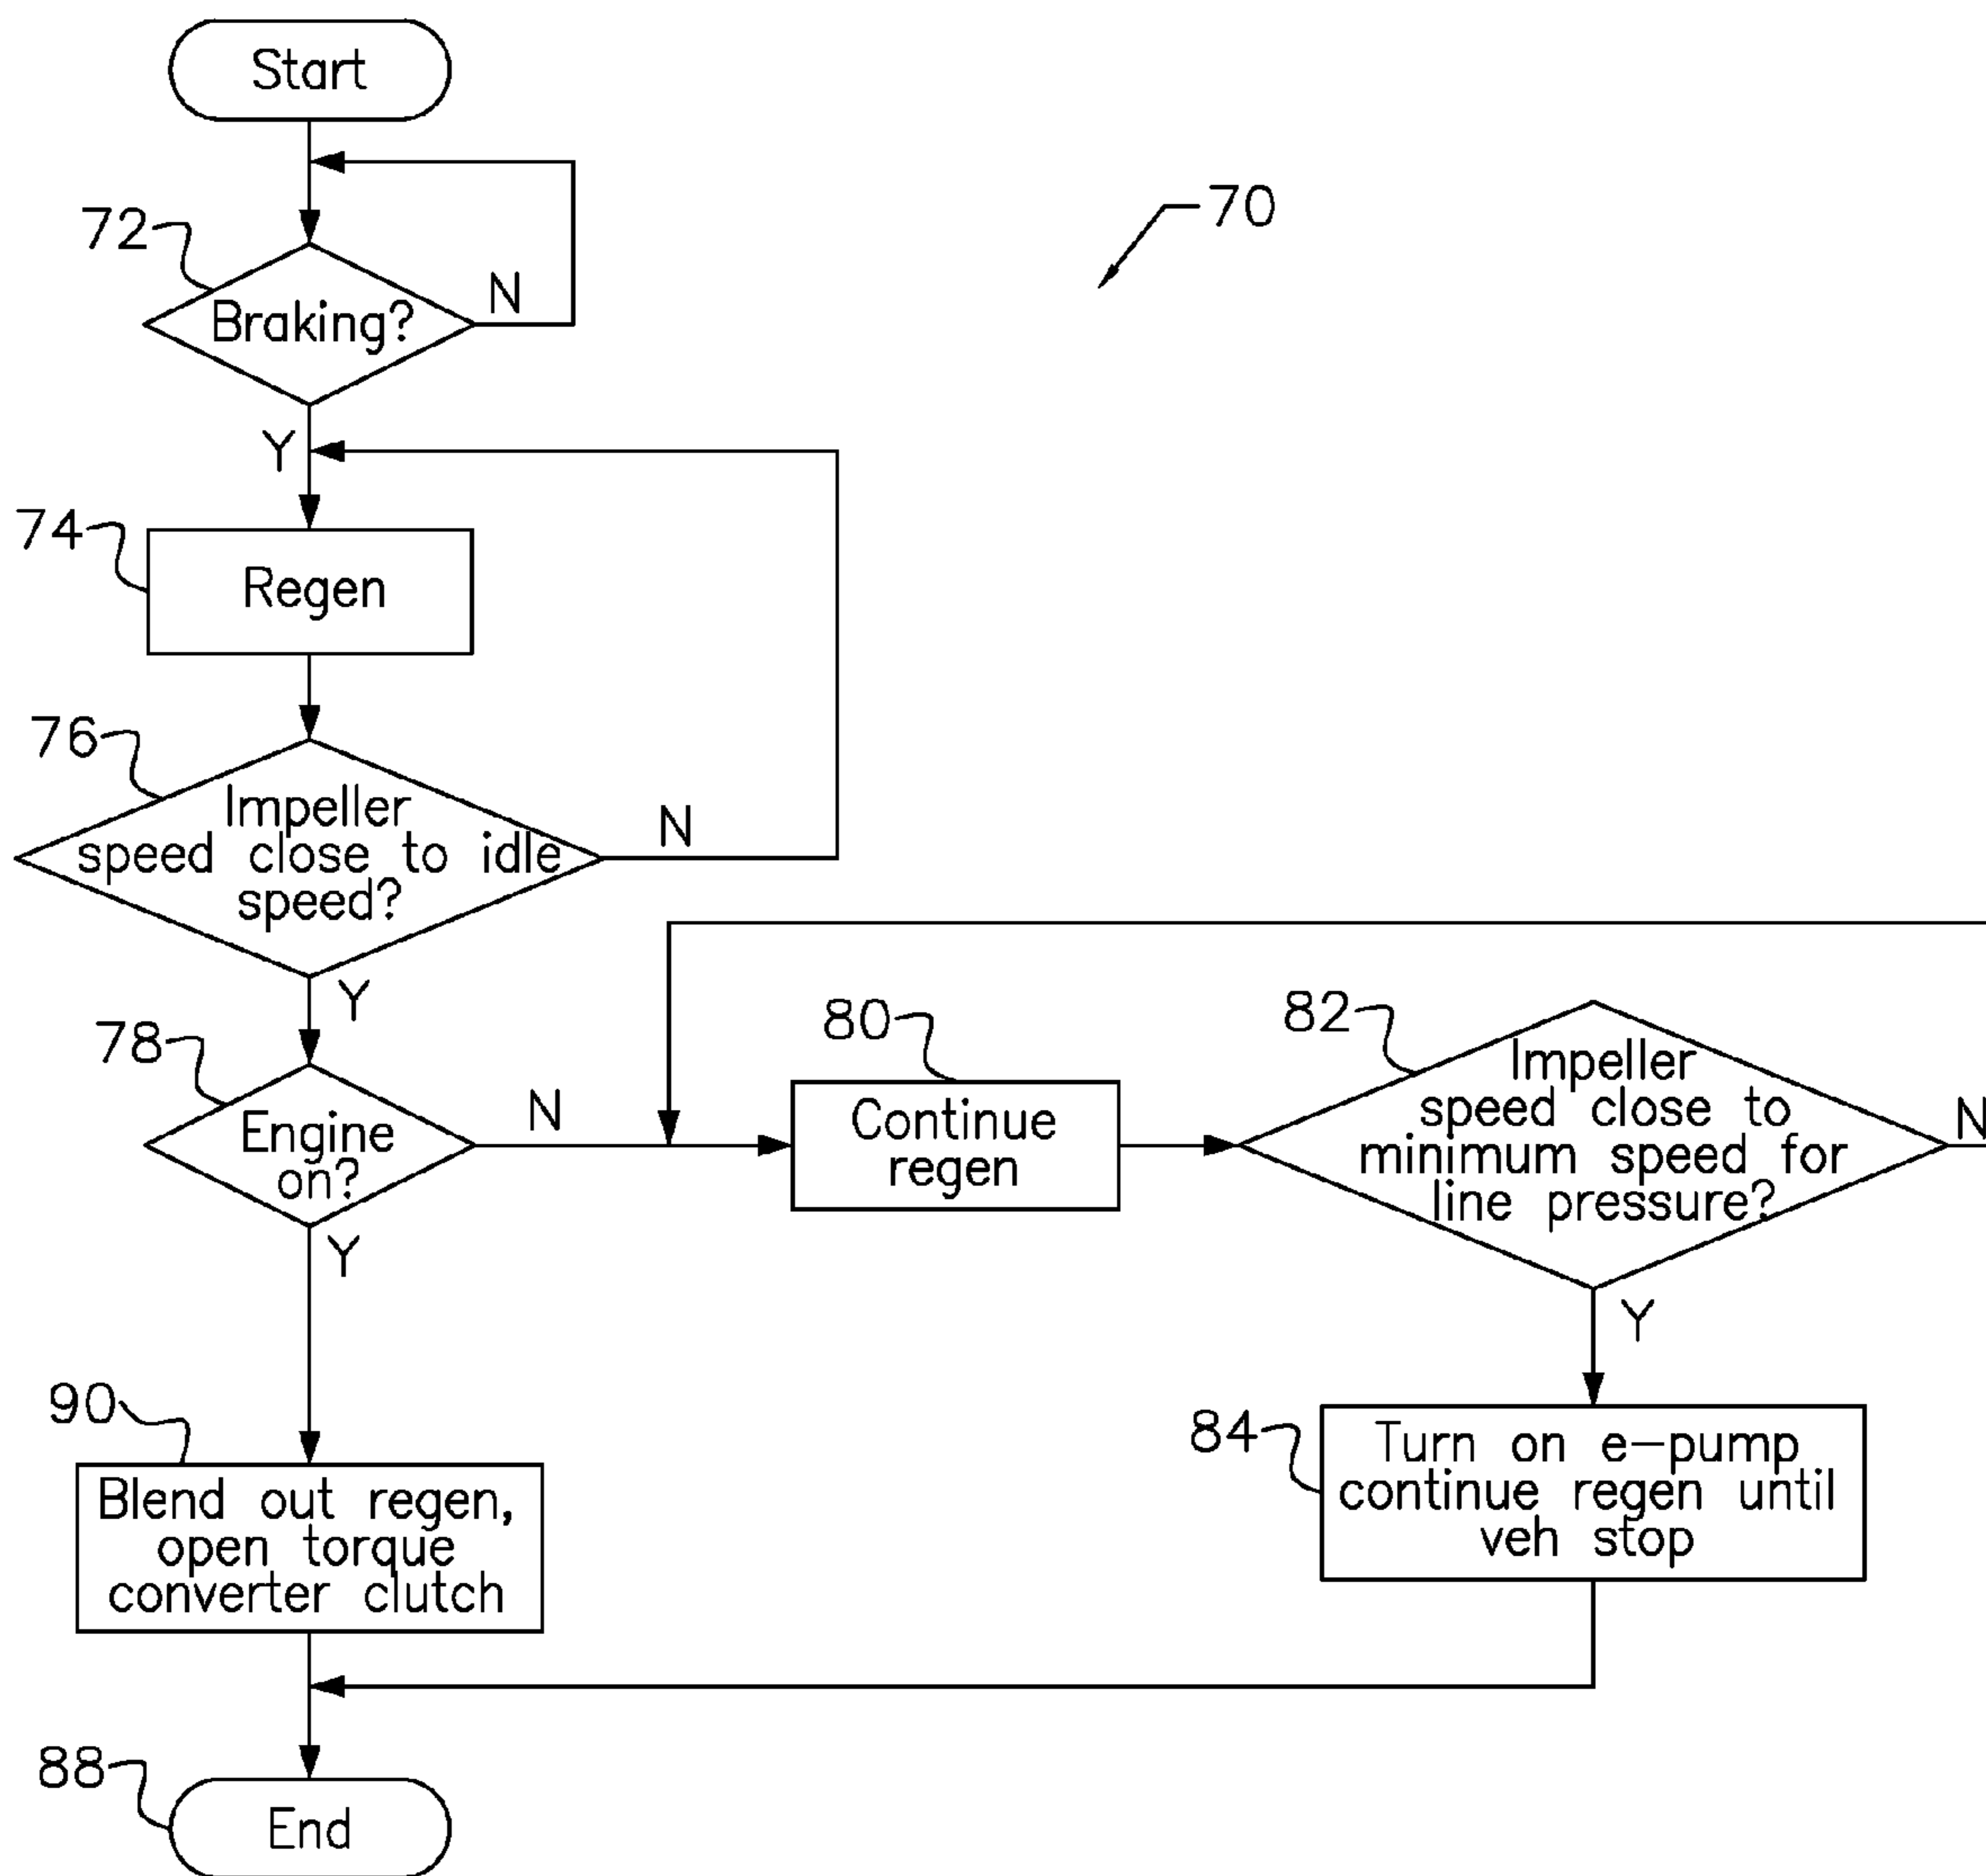 Start
70
72
Braking?
N
Y
74
Regen
76
Impeller
speed close to idle
speed?
N
Y
78
Engine
on?
N
Y
80
Continue
regen
82
Impeller
speed close to
minimum speed for
line pressure?
N
Y
84
Turn on e-pump
continue regen until
veh stop
90
Blend out regen,
open torque
converter clutch
88
End